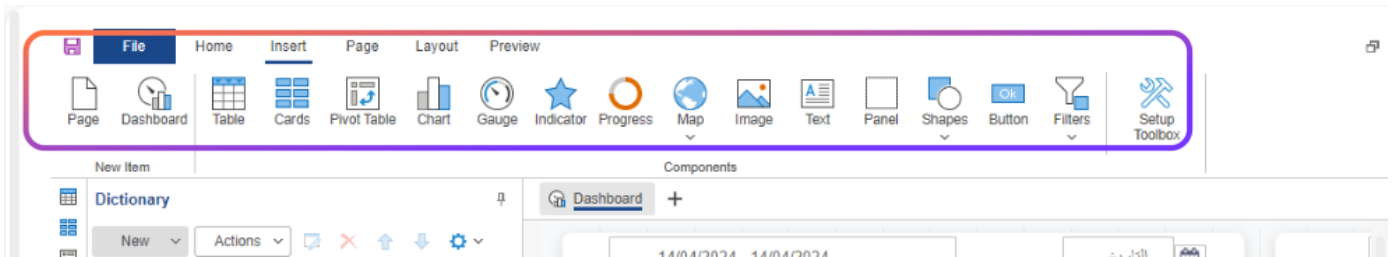 File Home Insert Page Layout Preview
Page Dashboard Table Cards Pivot Table Chart Gauge Indicator Progress Map Image Text Panel Shapes Button Filters Setup Toolbox
Ok
A
New Item Components
Dictionary
Dashboard
New Actions
14/04/2024 - 14/04/2024